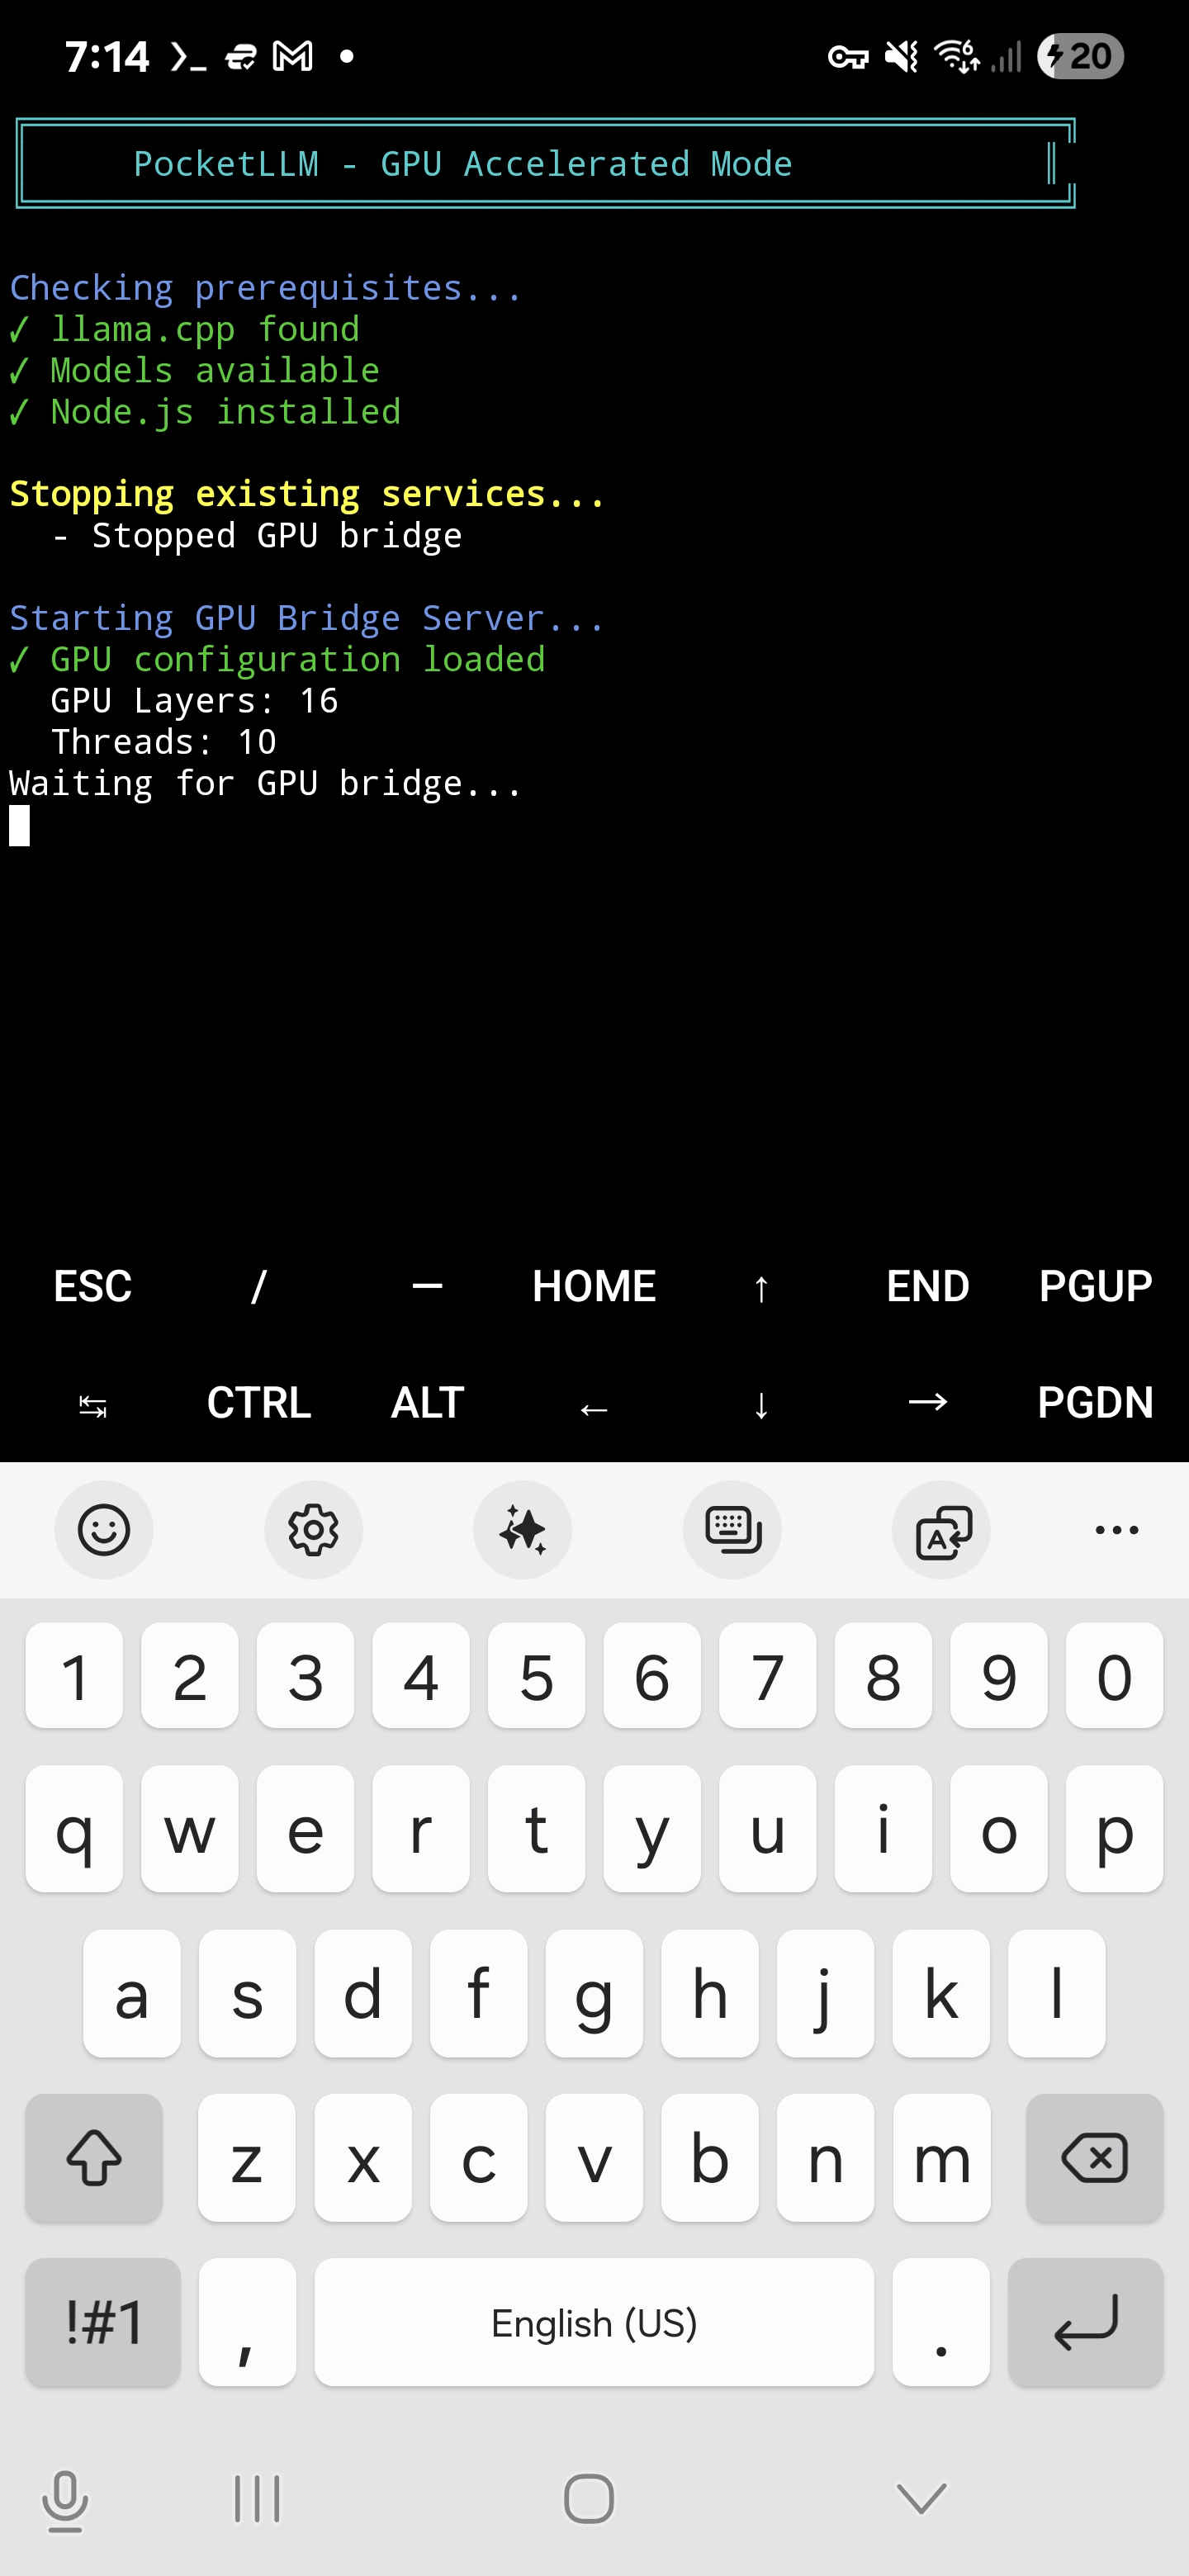 7:14
20
PocketLLM - GPU Accelerated Mode
Checking prerequisites...
✓ llama.cpp found
✓ Models available
✓ Node.js installed
Stopping existing services...
- Stopped GPU bridge
Starting GPU Bridge Server...
✓ GPU configuration loaded
GPU Layers: 16
Threads: 10
Waiting for GPU bridge...
ESC / — HOME ↑ END PGUP
↹ CTRL ALT ← ↓ → PGDN
1 2 3 4 5 6 7 8 9 0
q w e r t y u i o p
a s d f g h j k l
z x c v b n m
!#1 , English (US) .